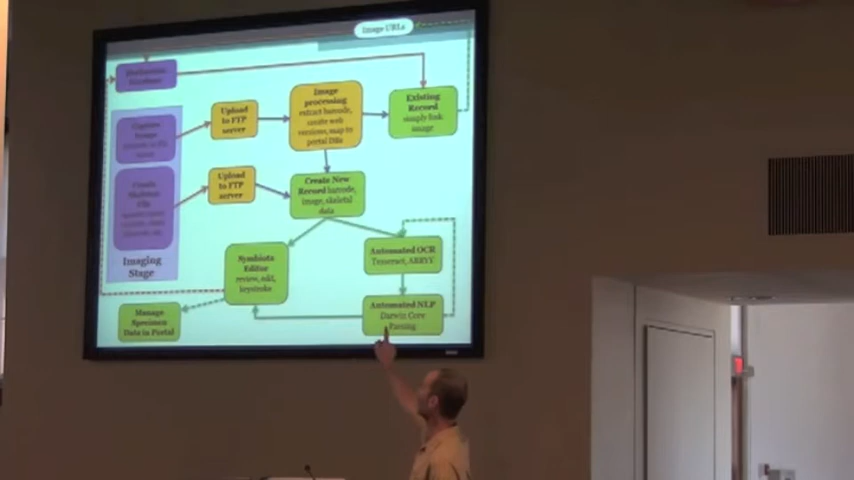 Image URLs
Upload
to FTP
server
Image
processing
extract barcode,
create web
versions, map to
portal DBs
Existing
Record
simply link
image
Upload
to FTP
server
Create New
Record barcode,
image, skeletal
data
Imaging
Stage
Symbiota
Editor
review, edit,
keystroke
Automated OCR
Tesseract, ABBYY
Automated NLP
Darwin Core
Parsing
Manage
Specimen
Data in Portal